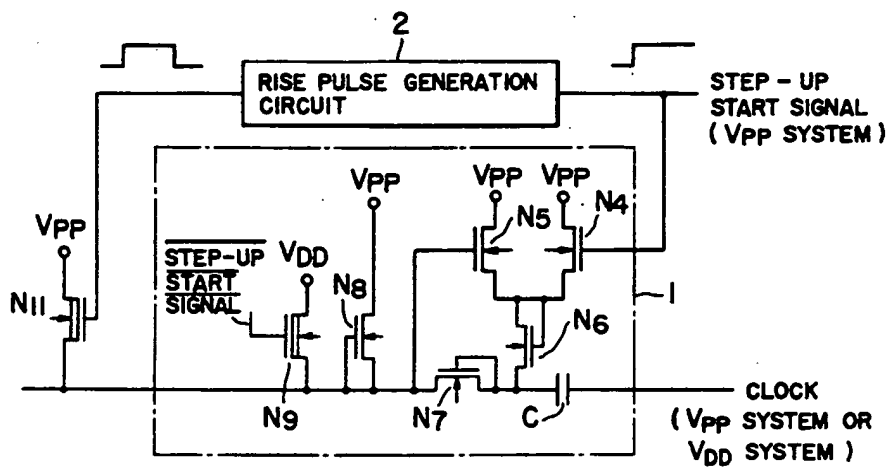 2
RISE PULSE GENERATION
CIRCUIT
STEP-UP
START SIGNAL
(VPP SYSTEM)
VPP
VPP VPP
N5
N4
VPP
STEP-UP
START
SIGNAL
VDD
N8
1
N11
N6
N9
N7
C
CLOCK
(VPP SYSTEM OR
VDD SYSTEM)